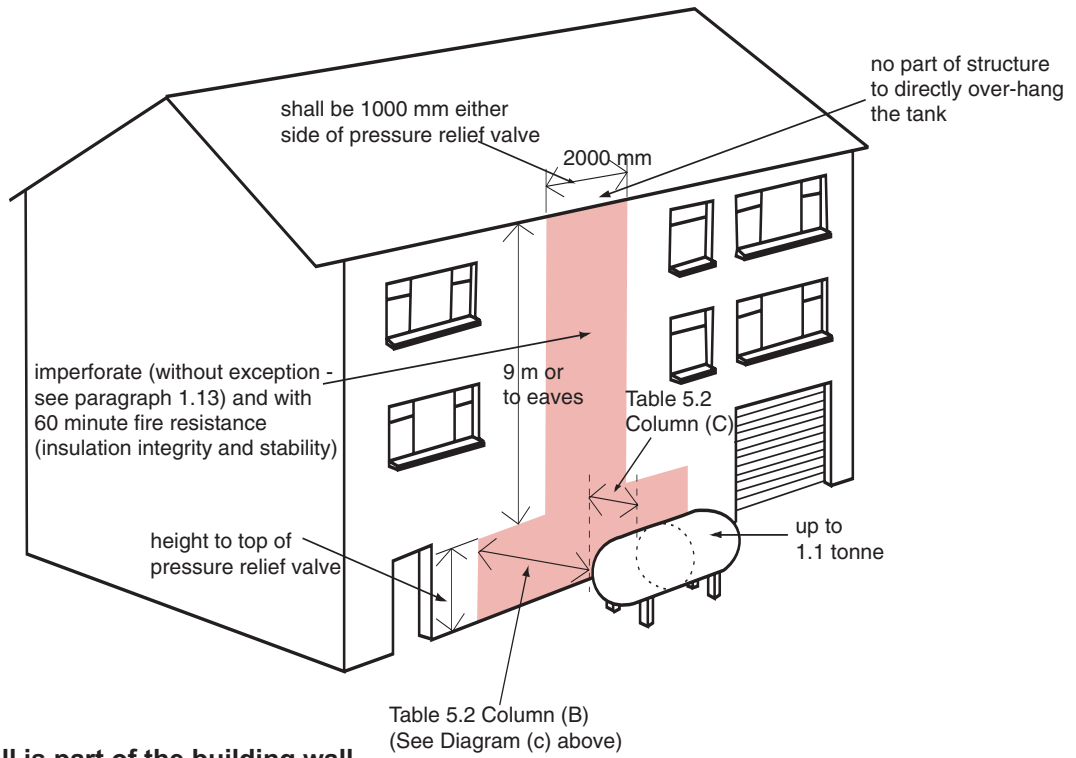 no part of structure
to directly over-hang
the tank
shall be 1000 mm either
side of pressure relief valve
2000 mm
imperforate (without exception -
see paragraph 1.13) and with
60 minute fire resistance
(insulation integrity and stability)
9 m or
to eaves
Table 5.2
Column (C)
height to top of
pressure relief valve
up to
1.1 tonne
Table 5.2 Column (B)
(See Diagram (c) above)
is part of the building wall